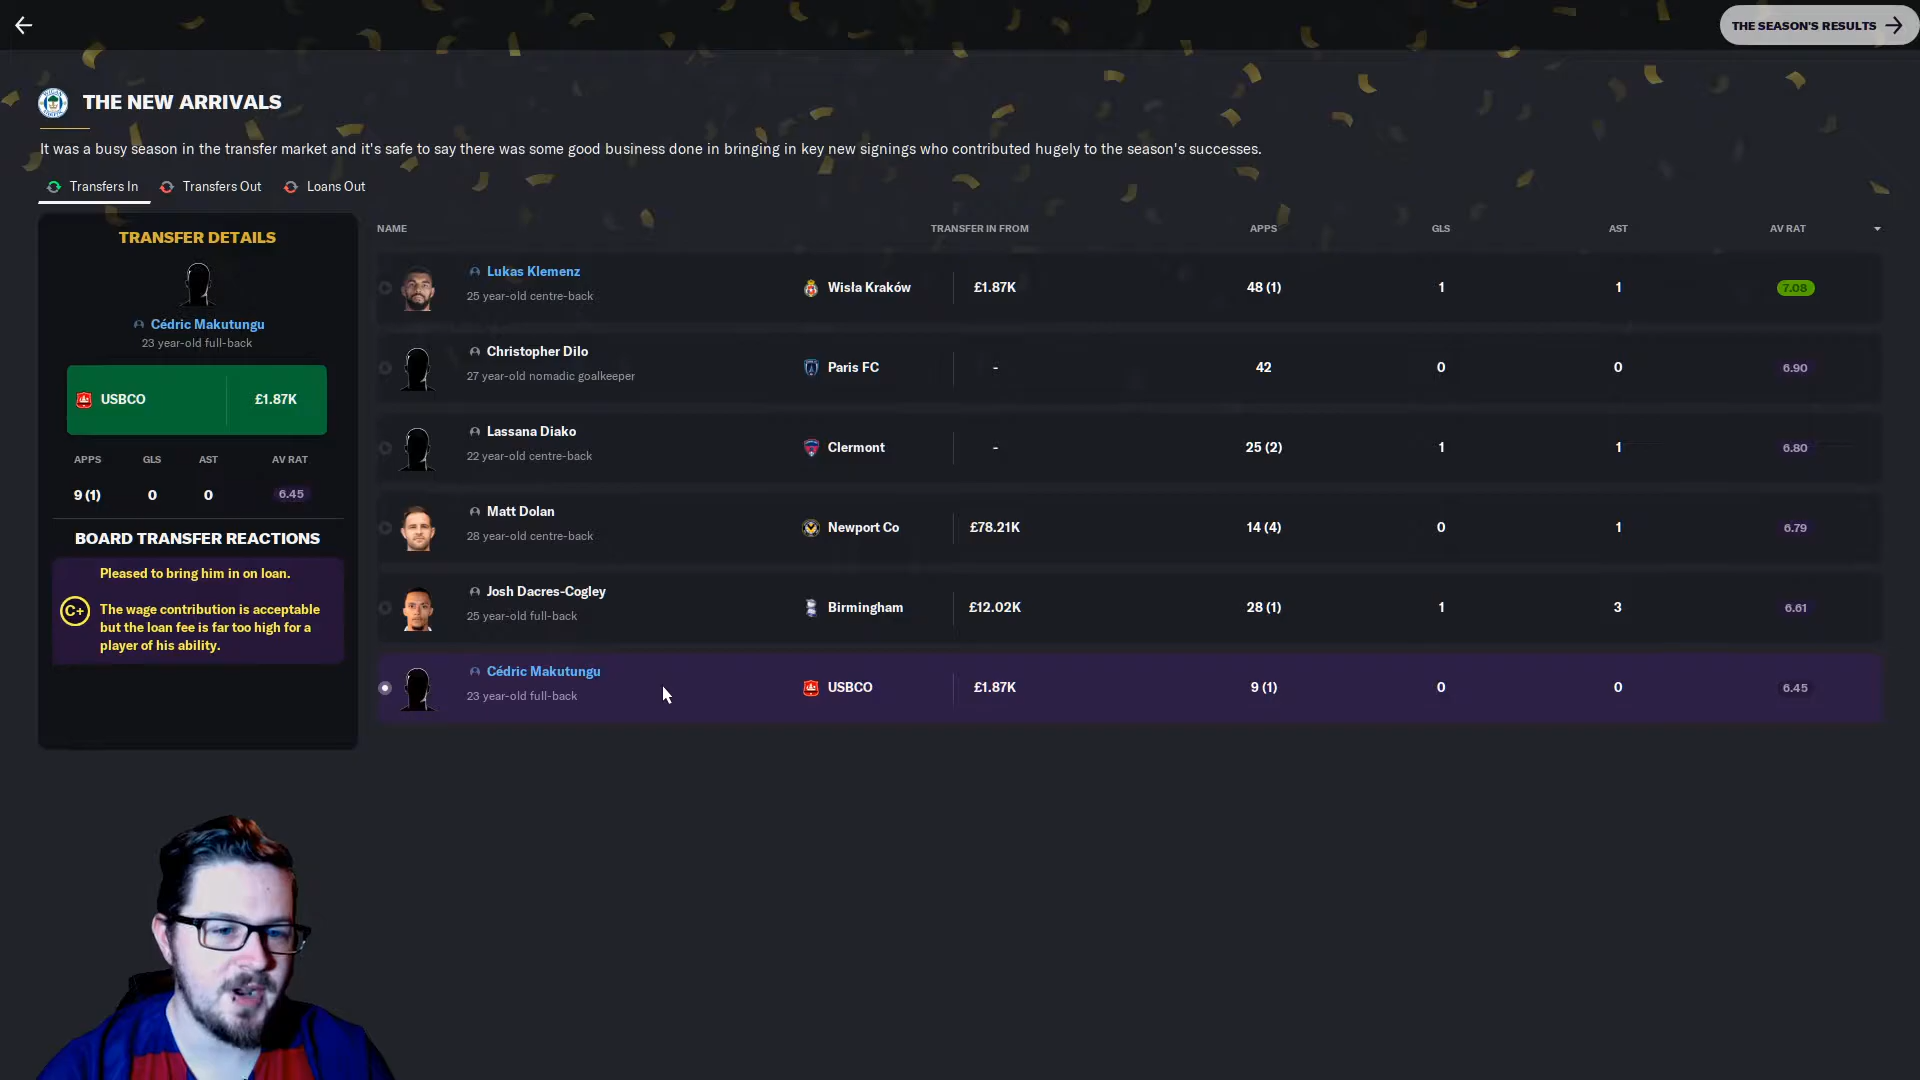 THE SEASON'S RESULTS
THE NEW ARRIVALS
It was a busy season in the transfer market and it's safe to say there was some good business done in bringing in key new signings who contributed hugely to the season's successes.
Transfers In Transfers Out Loans Out
TRANSFER DETAILS
Cédric Makutungu
23 year-old full-back
USBCO £1.87K
APPS GLS AST AV RAT
9 (1) 0 0 6.45
BOARD TRANSFER REACTIONS
Pleased to bring him in on loan.
C+
The wage contribution is acceptable
but the loan fee is far too high for a
player of his ability.
NAME TRANSFER IN FROM APPS GLS AST AV RAT
Lukas Klemenz
25 year-old centre-back
Wisla Kraków £1.87K 48 (1) 1 1 7.08
Christopher Dilo
27 year-old nomadic goalkeeper
Paris FC - 42 0 0 6.90
Lassana Diako
22 year-old centre-back
Clermont - 25 (2) 1 1 6.80
Matt Dolan
28 year-old centre-back
Newport Co £78.21K 14 (4) 0 1 6.79
Josh Dacres-Cogley
25 year-old full-back
Birmingham £12.02K 28 (1) 1 3 6.61
Cédric Makutungu
23 year-old full-back
USBCO £1.87K 9 (1) 0 0 6.45